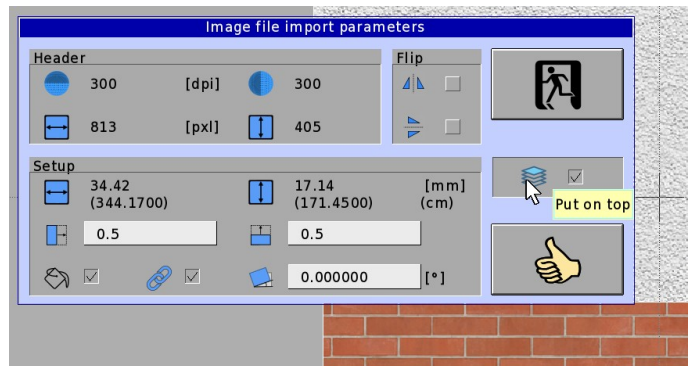 Image file import parameters
Header
Flip
300 [dpi] 300
813 [pxl] 405
Setup
34.42 17.14 [mm]
(344.1700) (171.4500) (cm)
Put on top
0.5 0.5
0.000000 [°]